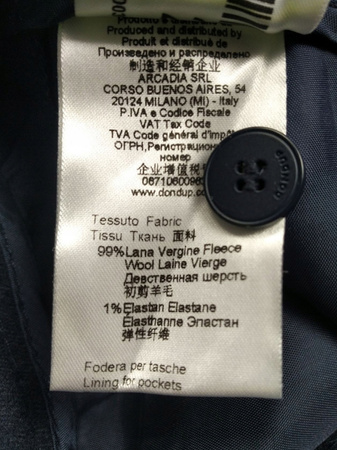 Produced and distributed by
Produit et distribué de
Произведено и распределено
制造和经销企业
ARCADIA SRL
CORSO BUENOS AIRES, 54
20124 MILANO (MI) - Italy
P.IVA e Codice Fiscale
VAT Tax Code
TVA Code général d'impôt
ОГРН, Регистрационный
номер
企业增值税
www.dondup.
dondup
Tessuto Fabric
Tissu Ткань 面料
99% Lana Vergine Fleece
Wool Laine Vierge
Девственная шерсть
初剪羊毛
1% Elastan Elastane
Elasthanne Эластан
弹性纤维
Fodera per tasche
Lining for pockets